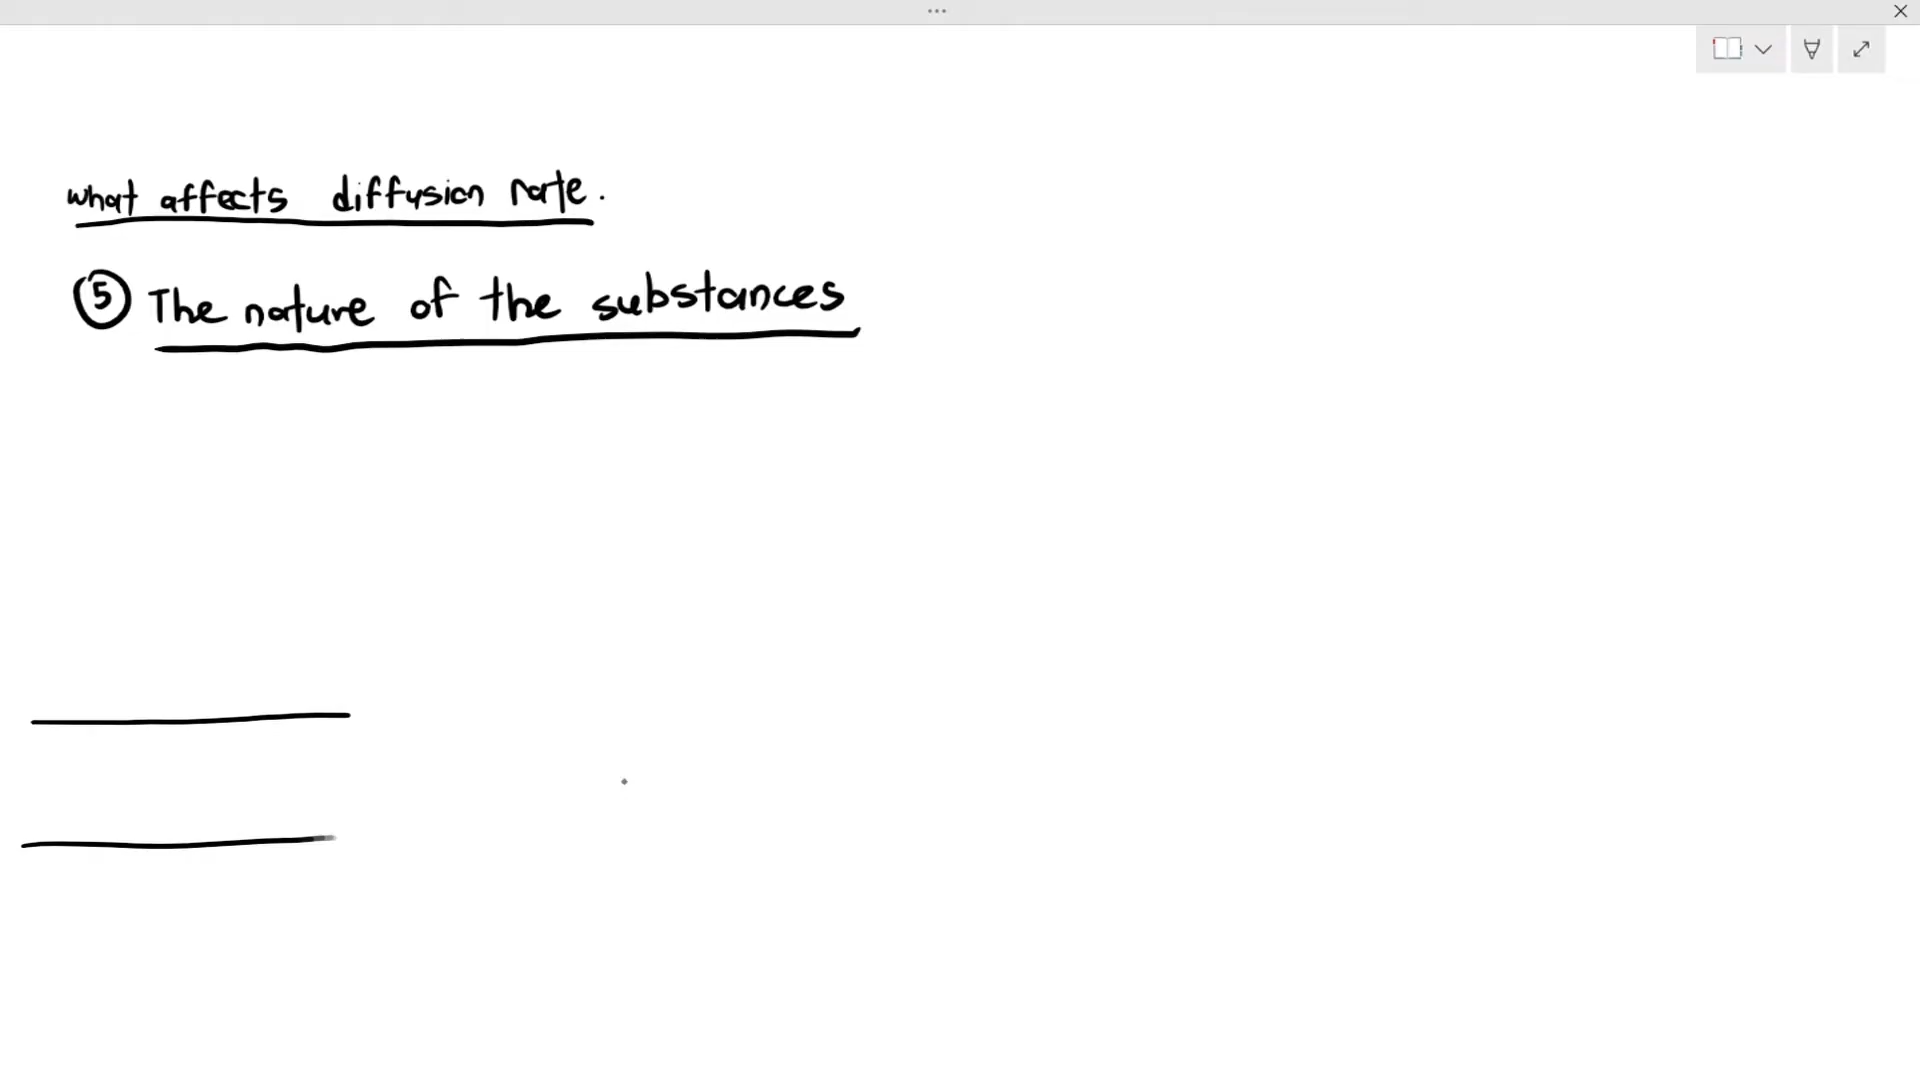 what affects diffusion rate.
⑤ The nature of the substances